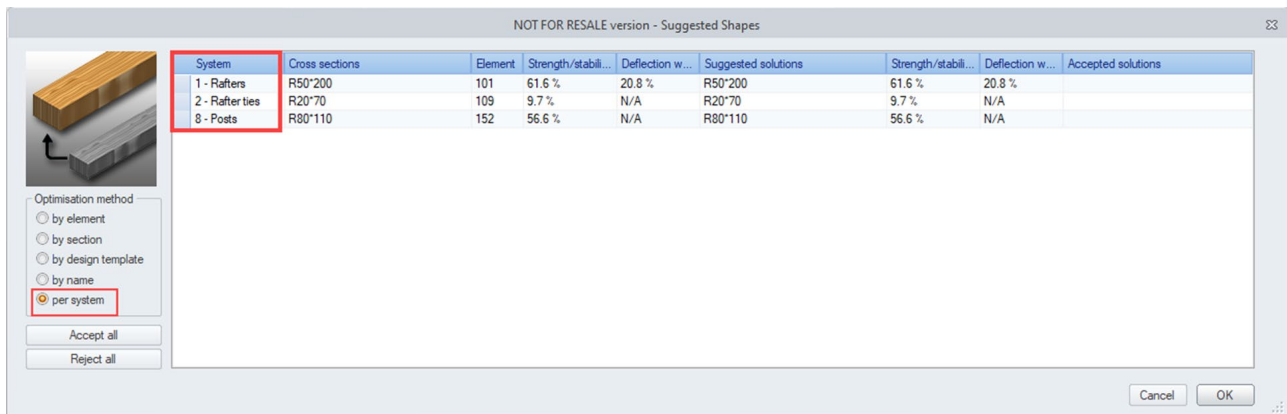 NOT FOR RESALE version - Suggested Shapes
System Cross sections Element Strength/stabili... Deflection w... Suggested solutions Strength/stabili... Deflection w... Accepted solutions
1 - Rafters R50*200 101 61.6 % 20.8 % R50*200 61.6 % 20.8 %
2 - Rafter ties R20*70 109 9.7 % N/A R20*70 9.7 % N/A
8 - Posts R80*110 152 56.6 % N/A R80*110 56.6 % N/A
Optimisation method
by element
by section
by design template
by name
per system
Accept all
Reject all
Cancel OK